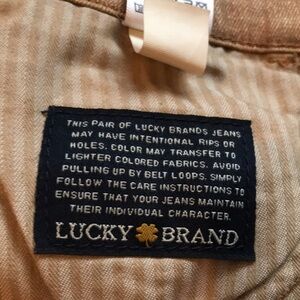 THIS PAIR OF LUCKY BRANDS JEANS
MAY HAVE INTENTIONAL RIPS OR
HOLES. COLOR MAY TRANSFER TO
LIGHTER COLORED FABRICS. AVOID
PULLING UP BY BELT LOOPS. SIMPLY
FOLLOW THE CARE INSTRUCTIONS TO
ENSURE THAT YOUR JEANS MAINTAIN
THEIR INDIVIDUAL CHARACTER.
LUCKY BRAND